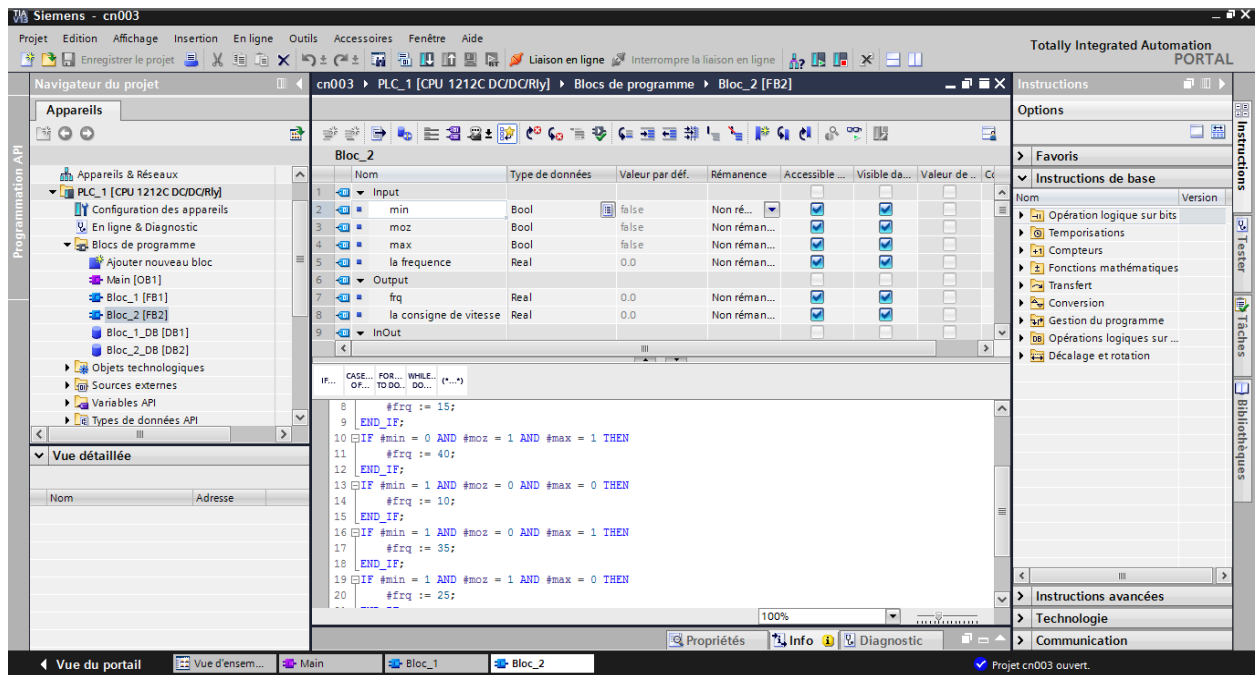 Siemens - cn003
Projet Edition Affichage Insertion En ligne Outils Accessoires Fenêtre Aide
Totally Integrated Automation
PORTAL
Enregistrer le projet
Liaison en ligne
Interrompre la liaison en ligne
Navigateur du projet
cn003 PLC_1 [CPU 1212C DC/DC/Rly] Blocs de programme Bloc_2 [FB2]
Instructions
Appareils
Options
Programmation API
Appareils & Réseaux
PLC_1 [CPU 1212C DC/DC/Rly]
Configuration des appareils
En ligne & Diagnostic
Blocs de programme
Ajouter nouveau bloc
Main [OB1]
Bloc_1 [FB1]
Bloc_2 [FB2]
Bloc_1_DB [DB1]
Bloc_2_DB [DB2]
Objets technologiques
Sources externes
Variables API
Types de données API
Vue détaillée
Nom Adresse
Bloc_2
Nom Type de données Valeur par déf. Rémanence Accessible ... Visible da... Valeur de ..
1 Input
2 min Bool false Non ré...
3 moz Bool false Non réman...
4 max Bool false Non réman...
5 la frequence Real 0.0 Non réman...
6 Output
7 frq Real 0.0 Non réman...
8 la consigne de vitesse Real 0.0 Non réman...
9 InOut
IF... CASE... OF... FOR... TO DO.. WHILE.. DO... (*...*)
8 #frq := 15;
9 END_IF;
10 IF #min = 0 AND #moz = 1 AND #max = 1 THEN
11 #frq := 40;
12 END_IF;
13 IF #min = 1 AND #moz = 0 AND #max = 0 THEN
14 #frq := 10;
15 END_IF;
16 IF #min = 1 AND #moz = 0 AND #max = 1 THEN
17 #frq := 35;
18 END_IF;
19 IF #min = 1 AND #moz = 1 AND #max = 0 THEN
20 #frq := 25;
100%
Propriétés Info Diagnostic
Favoris
Instructions de base
Nom Version
Opération logique sur bits
Temporisations
Compteurs
Fonctions mathématiques
Transfert
Conversion
Gestion du programme
Opérations logiques sur ...
Décalage et rotation
Instructions avancées
Technologie
Communication
Instructions
Tester
Tâches
Bibliothèques
Vue du portail Vue d'ensem... Main Bloc_1 Bloc_2 Projet cn003 ouvert.